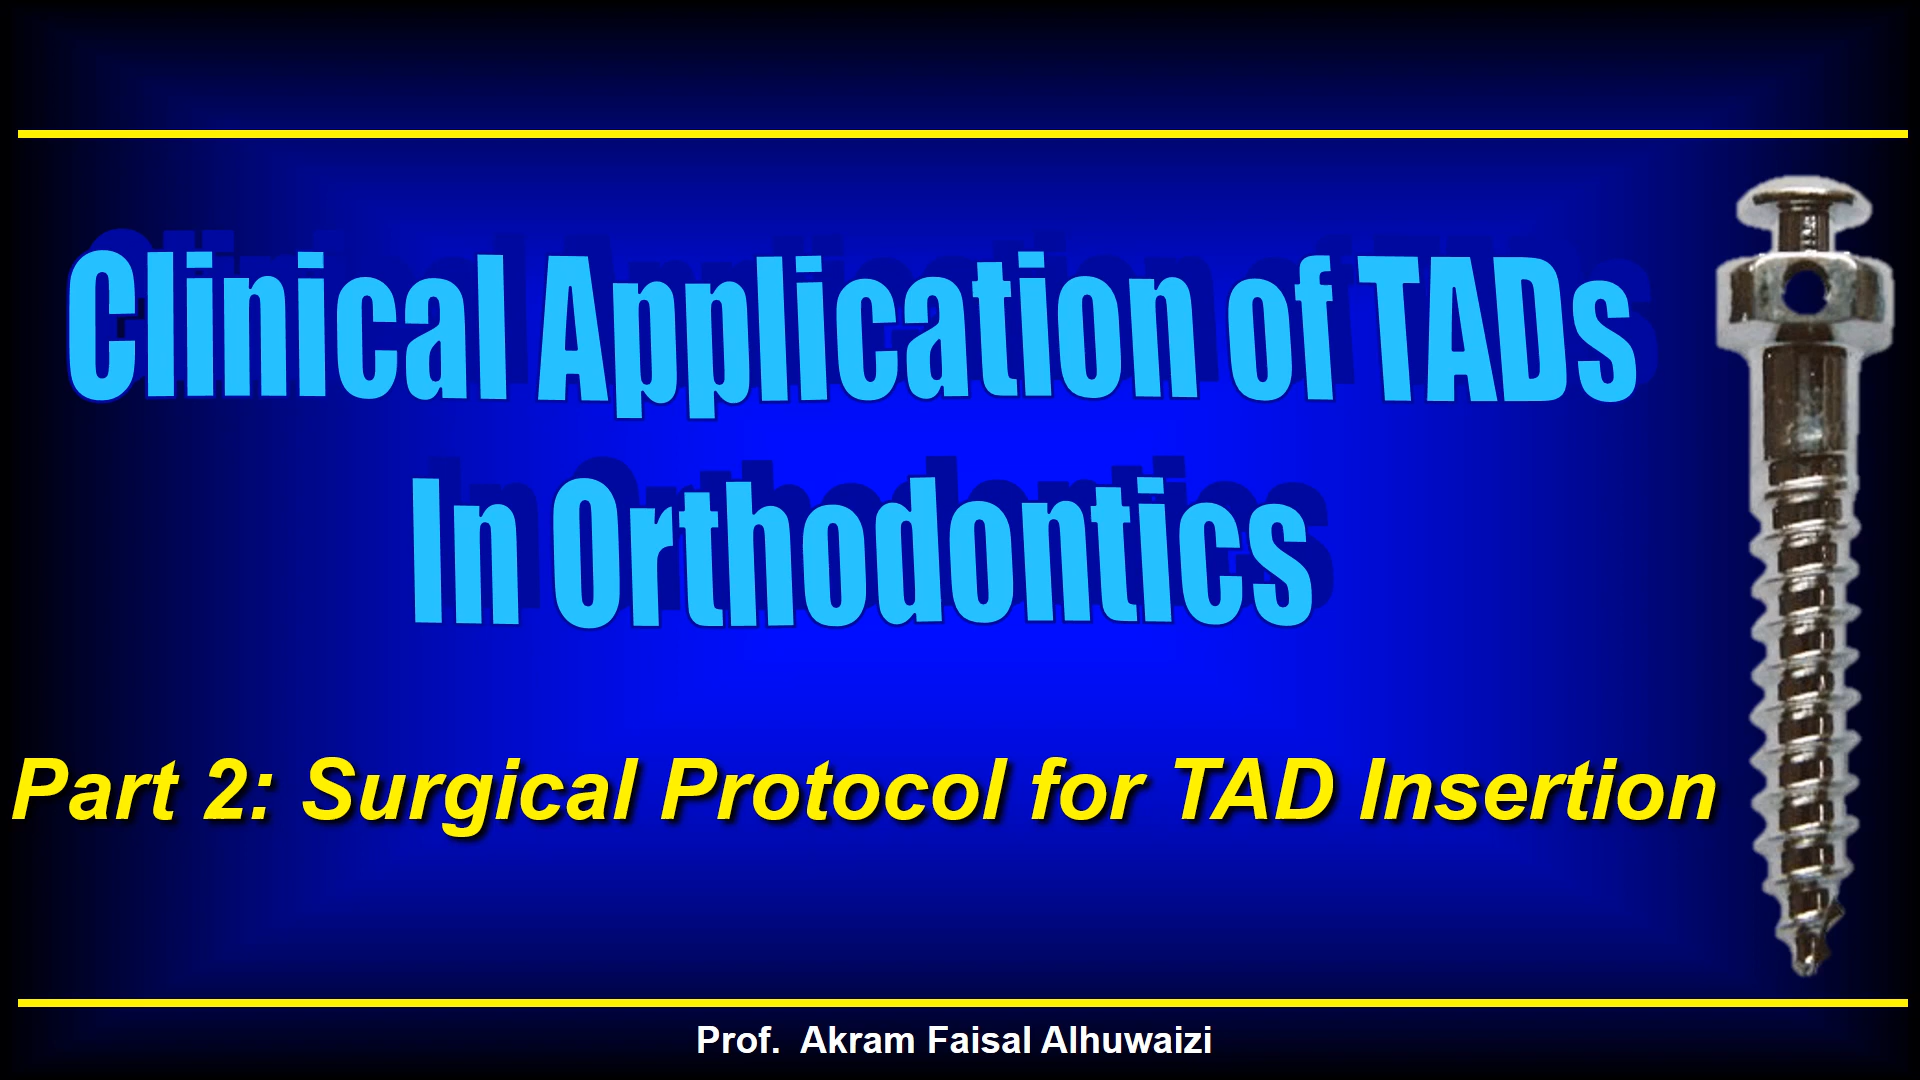 Clinical Application of TADs
In Orthodontics
Part 2: Surgical Protocol for TAD Insertion
Prof. Akram Faisal Alhuwaizi